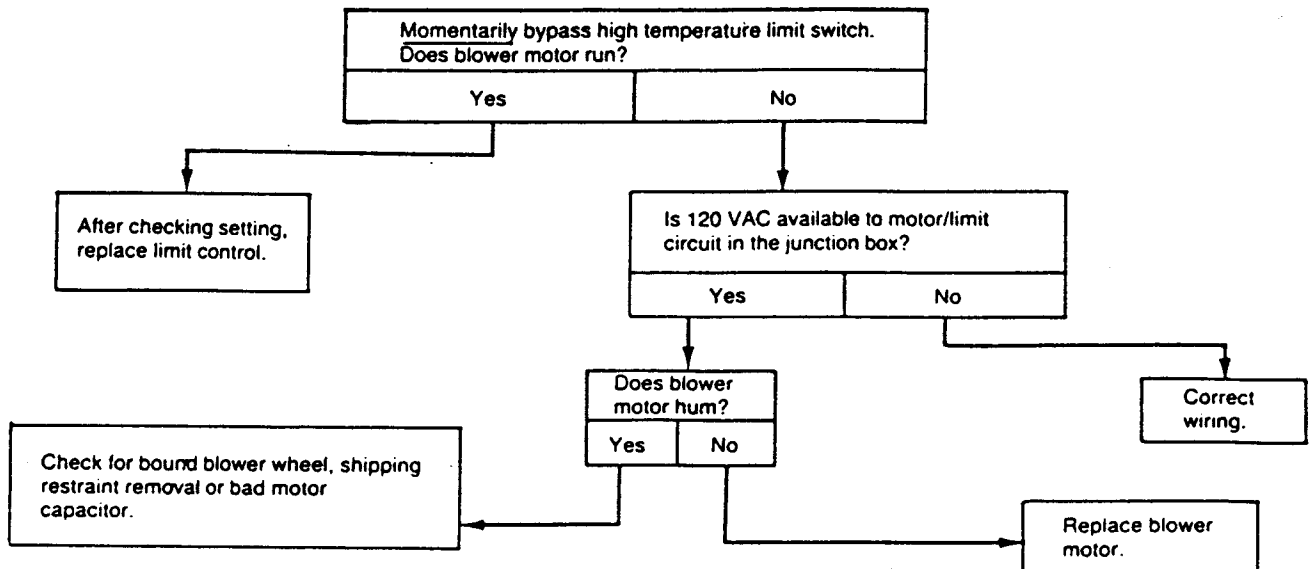 Momentarily bypass high temperature limit switch.
Does blower motor run?
Yes
No
After checking setting,
replace limit control.
Is 120 VAC available to motor/limit
circuit in the junction box?
Yes
No
Does blower
motor hum?
Yes
No
Correct
wiring.
Check for bound blower wheel, shipping
restraint removal or bad motor
capacitor.
Replace blower
motor.